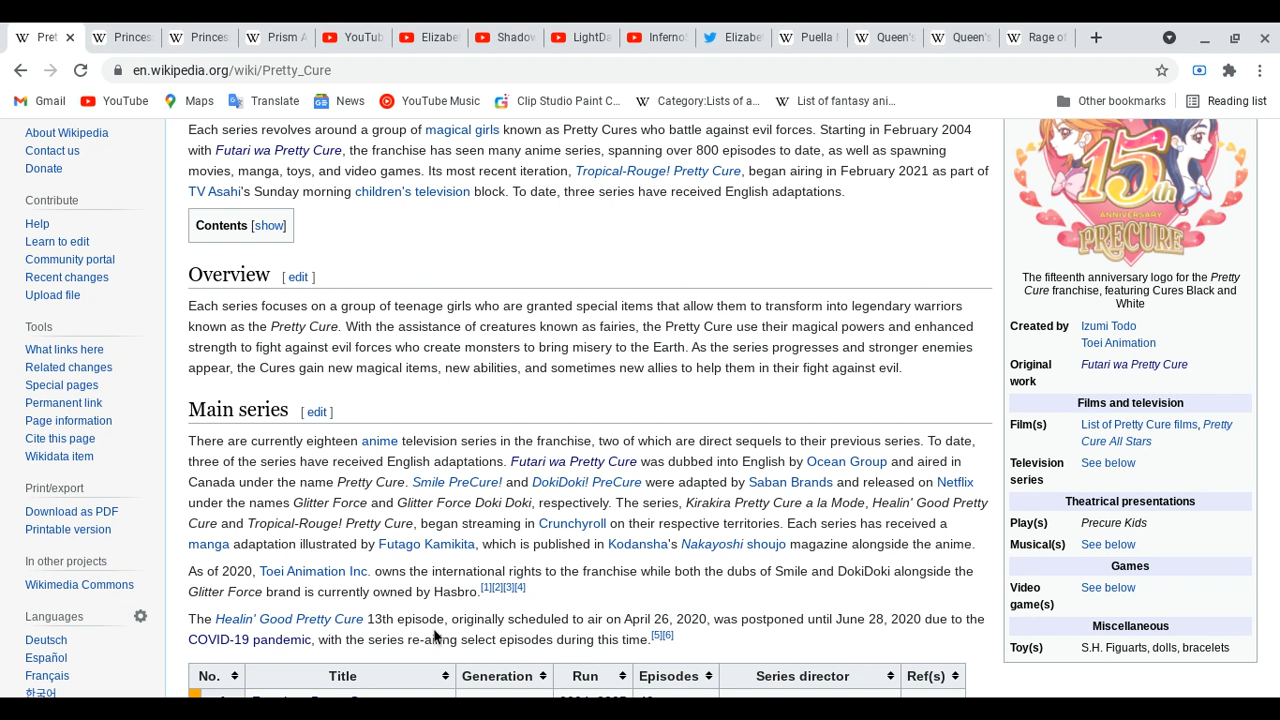 Pret
Princes
Princes
Prism A
YouTub
Elizabe
Shado
LightDa
Inferno
Elizabe
Puella
Queen's
Queen's
Rage of
en.wikipedia.org/wiki/Pretty_Cure
Gmail
YouTube
Maps
Translate
News
YouTube Music
Clip Studio Paint C...
Category:Lists of a...
List of fantasy ani...
Other bookmarks
Reading list
About Wikipedia
Contact us
Donate
Contribute
Help
Learn to edit
Community portal
Recent changes
Upload file
Tools
What links here
Related changes
Special pages
Permanent link
Page information
Cite this page
Wikidata item
Print/export
Download as PDF
Printable version
In other projects
Wikimedia Commons
Languages
Deutsch
Español
Français
한국어
Each series revolves around a group of magical girls known as Pretty Cures who battle against evil forces. Starting in February 2004
with Futari wa Pretty Cure, the franchise has seen many anime series, spanning over 800 episodes to date, as well as spawning
movies, manga, toys, and video games. Its most recent iteration, Tropical-Rouge! Pretty Cure, began airing in February 2021 as part of
TV Asahi's Sunday morning children's television block. To date, three series have received English adaptations.
Contents [show]
Overview [ edit ]
Each series focuses on a group of teenage girls who are granted special items that allow them to transform into legendary warriors
known as the Pretty Cure. With the assistance of creatures known as fairies, the Pretty Cure use their magical powers and enhanced
strength to fight against evil forces who create monsters to bring misery to the Earth. As the series progresses and stronger enemies
appear, the Cures gain new magical items, new abilities, and sometimes new allies to help them in their fight against evil.
Main series [ edit ]
There are currently eighteen anime television series in the franchise, two of which are direct sequels to their previous series. To date,
three of the series have received English adaptations. Futari wa Pretty Cure was dubbed into English by Ocean Group and aired in
Canada under the name Pretty Cure. Smile PreCure! and DokiDoki! PreCure were adapted by Saban Brands and released on Netflix
under the names Glitter Force and Glitter Force Doki Doki, respectively. The series, Kirakira Pretty Cure a la Mode, Healin' Good Pretty
Cure and Tropical-Rouge! Pretty Cure, began streaming in Crunchyroll on their respective territories. Each series has received a
manga adaptation illustrated by Futago Kamikita, which is published in Kodansha's Nakayoshi shoujo magazine alongside the anime.
As of 2020, Toei Animation Inc. owns the international rights to the franchise while both the dubs of Smile and DokiDoki alongside the
Glitter Force brand is currently owned by Hasbro.[1][2][3][4]
The Healin' Good Pretty Cure 13th episode, originally scheduled to air on April 26, 2020, was postponed until June 28, 2020 due to the
COVID-19 pandemic, with the series re-airing select episodes during this time.[5][6]
No. Title Generation Run Episodes Series director Ref(s)
15th
ANNIVERSARY
PRECURE
The fifteenth anniversary logo for the Pretty
Cure franchise, featuring Cures Black and
White
Created by Izumi Todo
Toei Animation
Original Futari wa Pretty Cure
work
Films and television
Film(s) List of Pretty Cure films, Pretty
Cure All Stars
Television See below
series
Theatrical presentations
Play(s) Precure Kids
Musical(s) See below
Games
Video See below
game(s)
Miscellaneous
Toy(s) S.H. Figuarts, dolls, bracelets